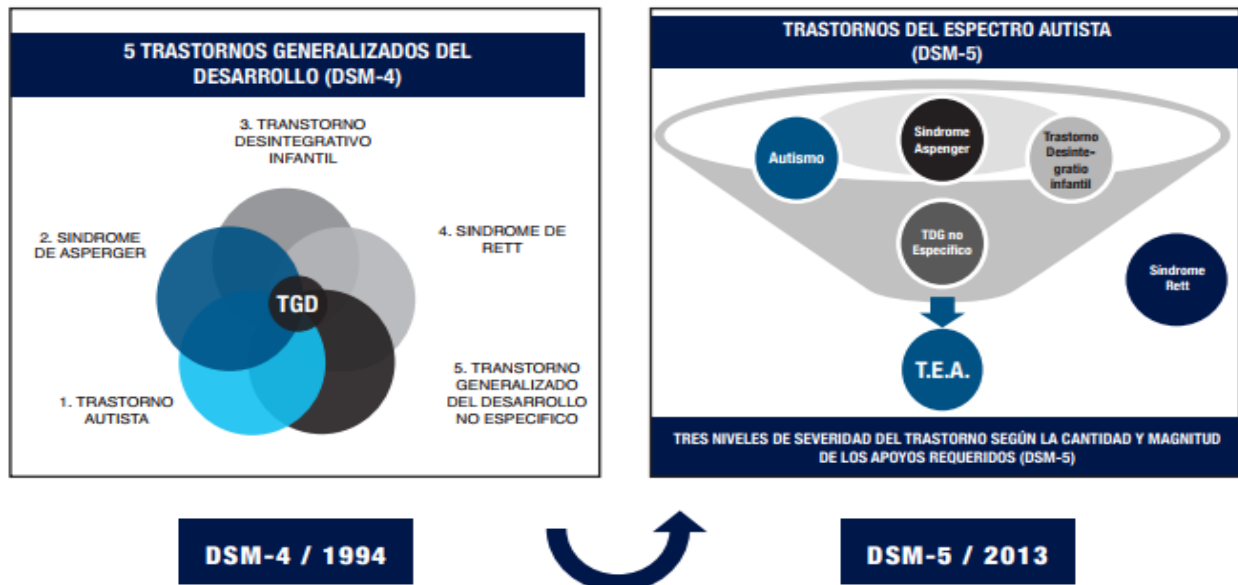 5 TRASTORNOS GENERALIZADOS DEL
DESARROLLO (DSM-4)
3. TRANSTORNO
DESINTEGRATIVO
INFANTIL
2. SINDROME
DE ASPERGER
4. SINDROME DE
RETT
TGD
1. TRASTORNO
AUTISTA
5. TRANSTORNO
GENERALIZADO
DEL DESARROLLO
NO ESPECIFICO
DSM-4 / 1994
TRASTORNOS DEL ESPECTRO AUTISTA
(DSM-5)
Autismo
Síndrome
Aspenger
Trastorno
Desinte-
gratio
infantil
TDG no
Específico
Síndrome
Rett
T.E.A.
TRES NIVELES DE SEVERIDAD DEL TRASTORNO SEGÚN LA CANTIDAD Y MAGNITUD
DE LOS APOYOS REQUERIDOS (DSM-5)
DSM-5 / 2013